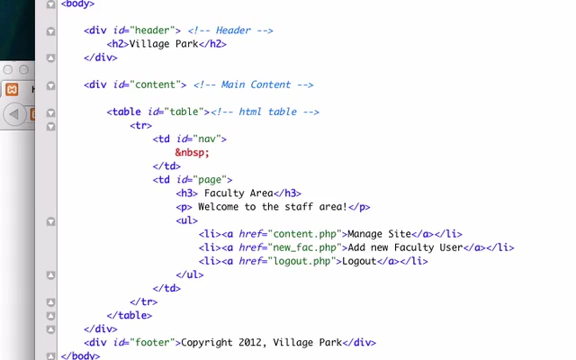 <body>
<div id="header"> <!-- Header -->
<h2>Village Park</h2>
</div>
<div id="content"> <!-- Main Content -->
<table id="table"><!-- html table -->
<tr>
<td id="nav">
&nbsp;
</td>
<td id="page">
<h3> Faculty Area</h3>
<p> Welcome to the staff area!</p>
<ul>
<li><a href="content.php">Manage Site</a></li>
<li><a href="new_fac.php">Add new Faculty User</a></li>
<li><a href="logout.php">Logout</a></li>
</ul>
</td>
</tr>
</table>
</div>
<div id="footer">Copyright 2012, Village Park</div>
</body>